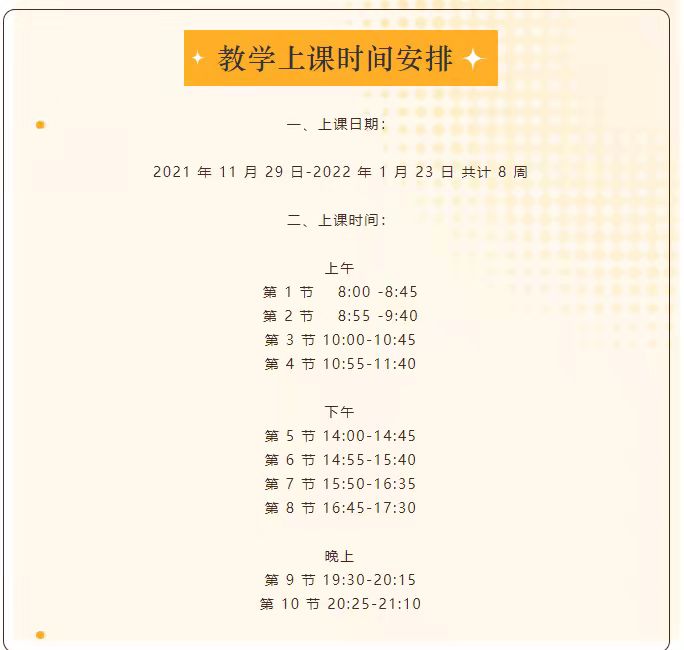 教学上课时间安排
一、上课日期：
2021 年 11 月 29 日-2022 年 1 月 23 日 共计 8 周
二、上课时间：
上午
第 1 节 8:00 -8:45
第 2 节 8:55 -9:40
第 3 节 10:00-10:45
第 4 节 10:55-11:40
下午
第 5 节 14:00-14:45
第 6 节 14:55-15:40
第 7 节 15:50-16:35
第 8 节 16:45-17:30
晚上
第 9 节 19:30-20:15
第 10 节 20:25-21:10